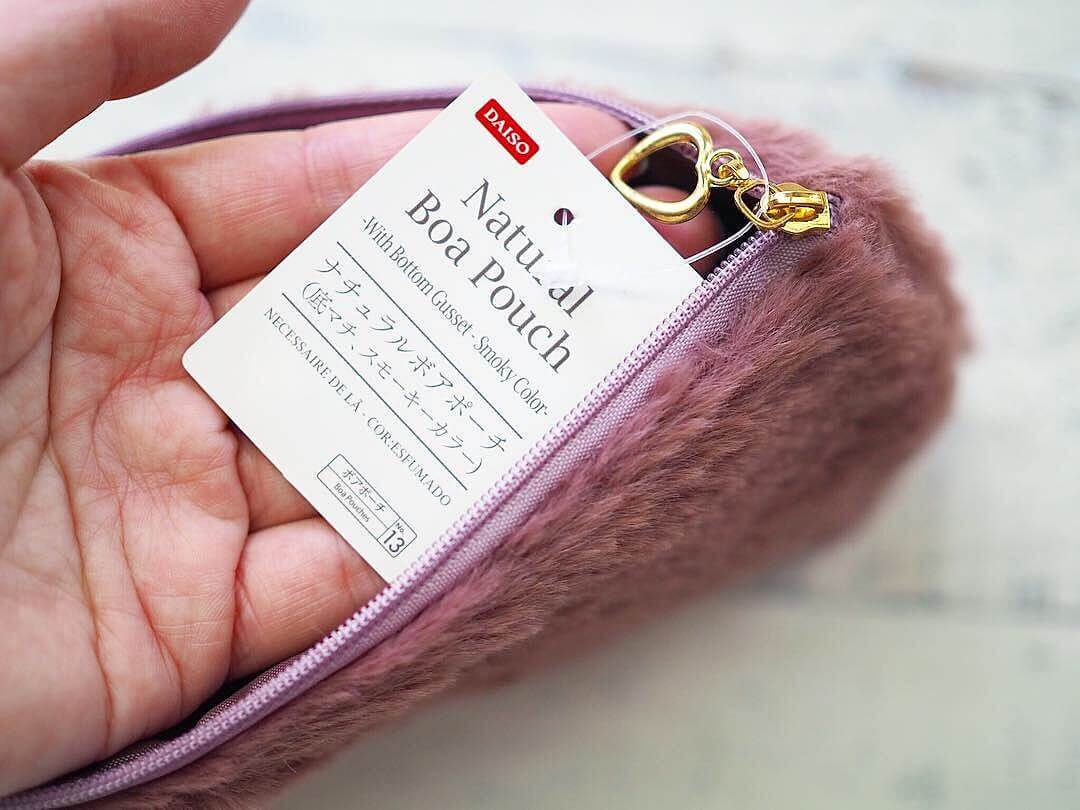 DAISO
Natural
Boa Pouch
-With Bottom Gusset - Smoky Color-
ナチュラルボアポーチ
(底マチ、スモーキーカラー)
NECESSAIRE DE LÃ - COR:ESFUMADO
ボアポーチ
Boa Pouches
No.
13